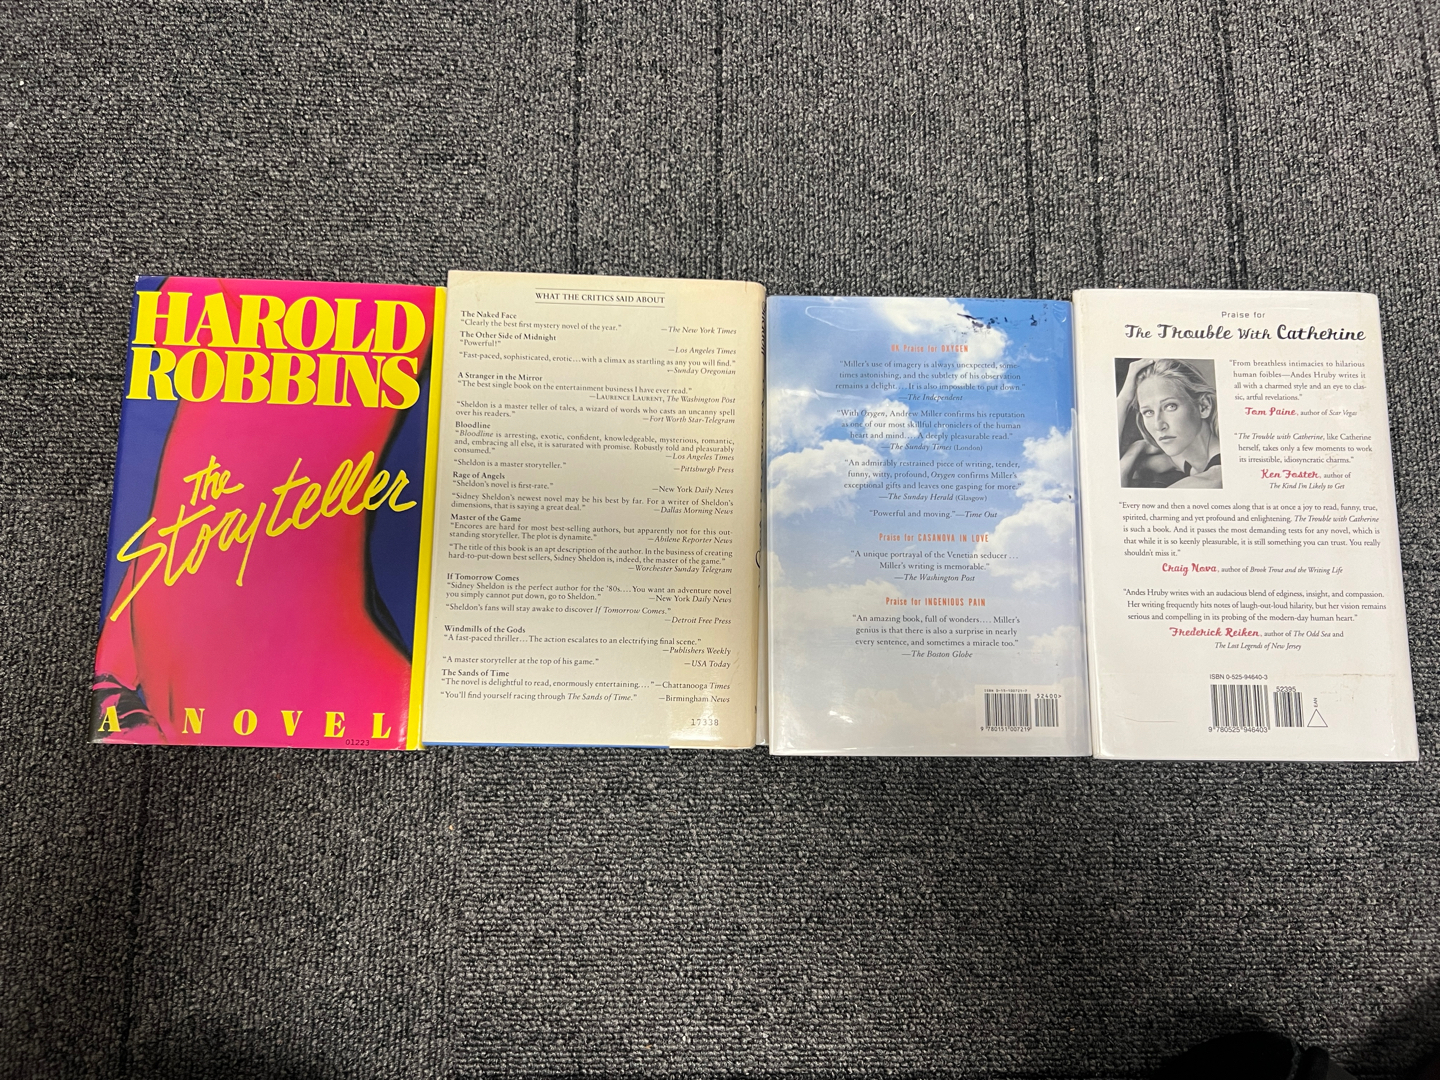 HAROLD
ROBBINS
The
Storyteller
A NOVEL
01223
WHAT THE CRITICS SAID ABOUT
The Naked Face
"Clearly the best first mystery novel of the year."
—The New York Times
The Other Side of Midnight
"Powerful!"
—Los Angeles Times
"Fast-paced, sophisticated, erotic…with a climax as startling as any you will find."
—Sunday Oregonian
A Stranger in the Mirror
"The best single book on the entertainment business I have ever read."
—LAURENCE LAURENT, The Washington Post
"Sheldon is a master teller of tales, a wizard of words who casts an uncanny spell
over his readers."
—Fort Worth Star-Telegram
Bloodline
"Bloodline is arresting, exotic, confident, knowledgeable, mysterious, romantic,
and, embracing all else, it is saturated with promise. Robustly told and pleasurably
consumed."
—Los Angeles Times
"Sheldon is a master storyteller."
—Pittsburgh Press
Rage of Angels
"Sheldon's novel is first-rate."
—New York Daily News
"Sidney Sheldon's newest novel may be his best by far. For a writer of Sheldon's
dimensions, that is saying a great deal."
—Dallas Morning News
Master of the Game
"Encores are hard for most best-selling authors, but apparently not for this out-
standing storyteller. The plot is dynamite."
—Abilene Reporter News
"The title of this book is an apt description of the author. In the business of creating
hard-to-put-down best sellers, Sidney Sheldon is, indeed, the master of the game."
—Worchester Sunday Telegram
If Tomorrow Comes
"Sidney Sheldon is the perfect author for the '80s.…You want an adventure novel
you simply cannot put down, go to Sheldon."
—New York Daily News
"Sheldon's fans will stay awake to discover If Tomorrow Comes."
—Detroit Free Press
Windmills of the Gods
"A fast-paced thriller…The action escalates to an electrifying final scene."
—Publishers Weekly
"A master storyteller at the top of his game."
—USA Today
The Sands of Time
"The novel is delightful to read, enormously entertaining.…"—Chattanooga Times
"You'll find yourself racing through The Sands of Time."
—Birmingham News
17338
UK Praise for OXYGEN
"Miller's use of imagery is always unexpected, some-
times astonishing, and the subtlety of his observation
remains a delight.… It is also impossible to put down."
—The Independent
"With Oxygen, Andrew Miller confirms his reputation
as one of our most skillful chroniclers of the human
heart and mind.… A deeply pleasurable read."
—The Sunday Times (London)
"An admirably restrained piece of writing, tender,
funny, witty, profound, Oxygen confirms Miller's
exceptional gifts and leaves one gasping for more."
—The Sunday Herald (Glasgow)
"Powerful and moving."—Time Out
Praise for CASANOVA IN LOVE
"A unique portrayal of the Venetian seducer…
Miller's writing is memorable."
—The Washington Post
Praise for INGENIOUS PAIN
"An amazing book, full of wonders.… Miller's
genius is that there is also a surprise in nearly
every sentence, and sometimes a miracle too."
—The Boston Globe
ISBN 0-15-100721-7
52400>
9 780151 007219
Praise for
The Trouble With Catherine
"From breathless intimacies to hilarious
human foibles—Andes Hruby writes it
all with a charmed style and an eye to clas-
sic, artful revelations."
Tom Paine, author of Scar Vegas
"The Trouble with Catherine, like Catherine
herself, takes only a few moments to work
its irresistible, idiosyncratic charms."
Ken Foster, author of
The Kind I'm Likely to Get
"Every now and then a novel comes along that is at once a joy to read, funny, true,
spirited, charming and yet profound and enlightening. The Trouble with Catherine
is such a book. And it passes the most demanding tests for any novel, which is
that while it is so keenly pleasurable, it is still something you can trust. You really
shouldn't miss it."
Craig Nova, author of Brook Trout and the Writing Life
"Andes Hruby writes with an audacious blend of edginess, insight, and compassion.
Her writing frequently hits notes of laugh-out-loud hilarity, but her vision remains
serious and compelling in its probing of the modern-day human heart."
Frederick Reiken, author of The Odd Sea and
The Lost Legends of New Jersey
ISBN 0-525-94640-3
52395
9 780525 946403
EAN